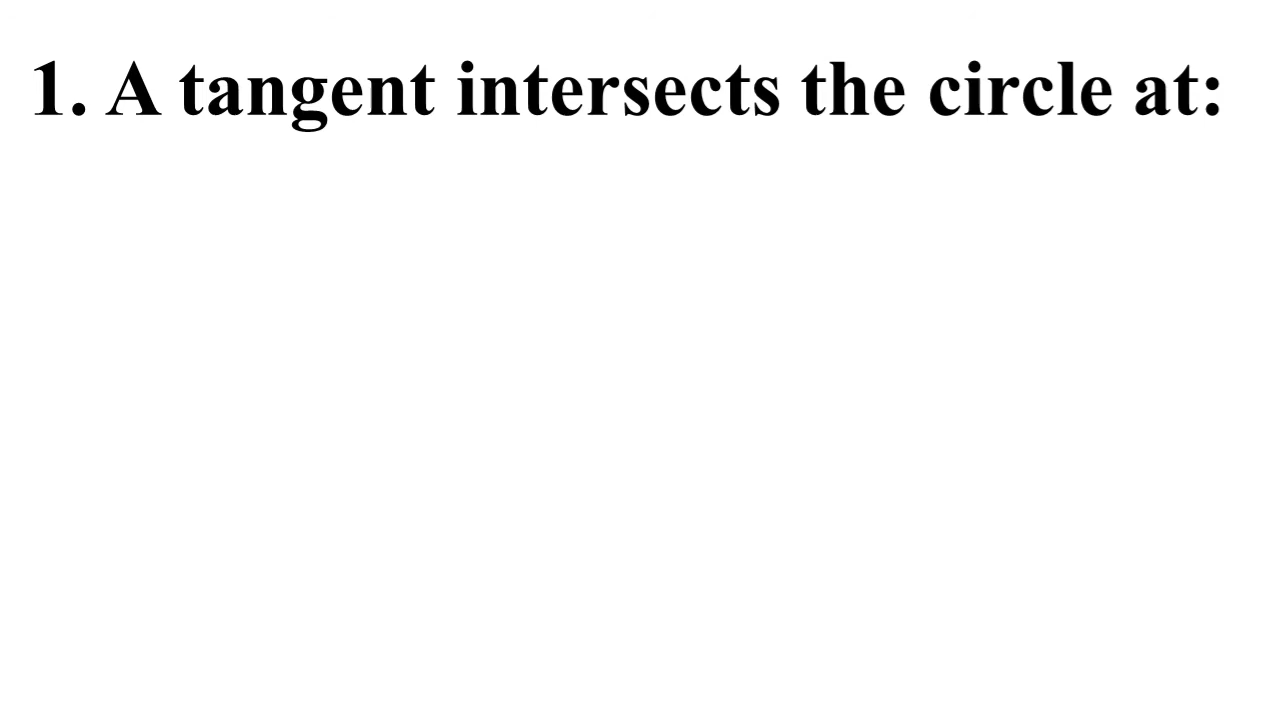 1. A tangent intersects the circle at: